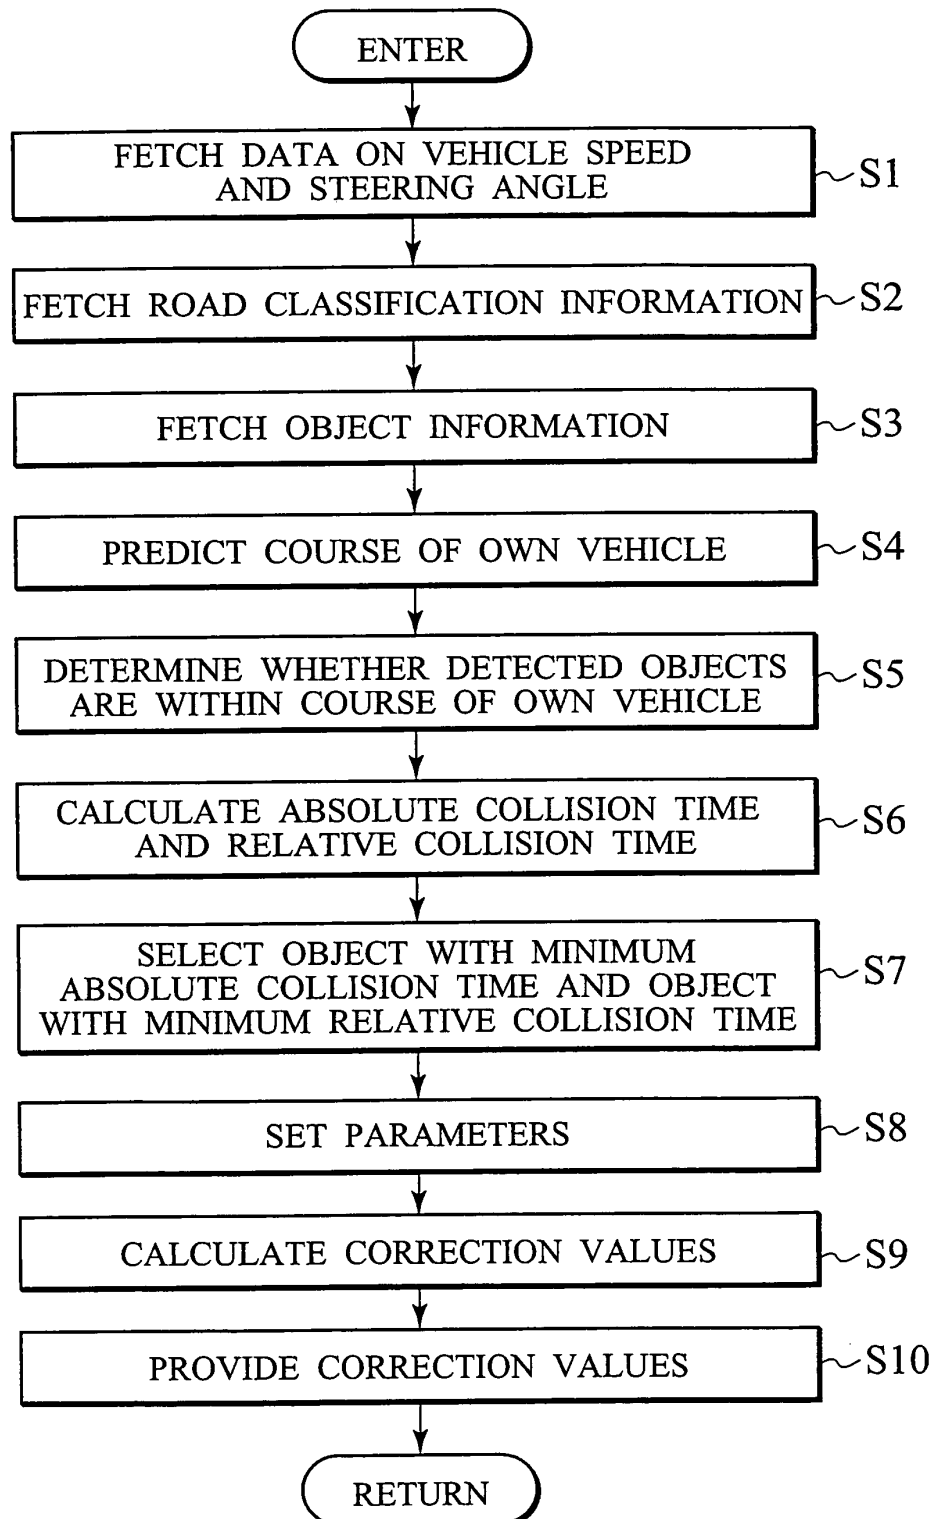 ENTER
FETCH DATA ON VEHICLE SPEED
AND STEERING ANGLE
S1
FETCH ROAD CLASSIFICATION INFORMATION
S2
FETCH OBJECT INFORMATION
S3
PREDICT COURSE OF OWN VEHICLE
S4
DETERMINE WHETHER DETECTED OBJECTS
ARE WITHIN COURSE OF OWN VEHICLE
S5
CALCULATE ABSOLUTE COLLISION TIME
AND RELATIVE COLLISION TIME
S6
SELECT OBJECT WITH MINIMUM
ABSOLUTE COLLISION TIME AND OBJECT
WITH MINIMUM RELATIVE COLLISION TIME
S7
SET PARAMETERS
S8
CALCULATE CORRECTION VALUES
S9
PROVIDE CORRECTION VALUES
S10
RETURN